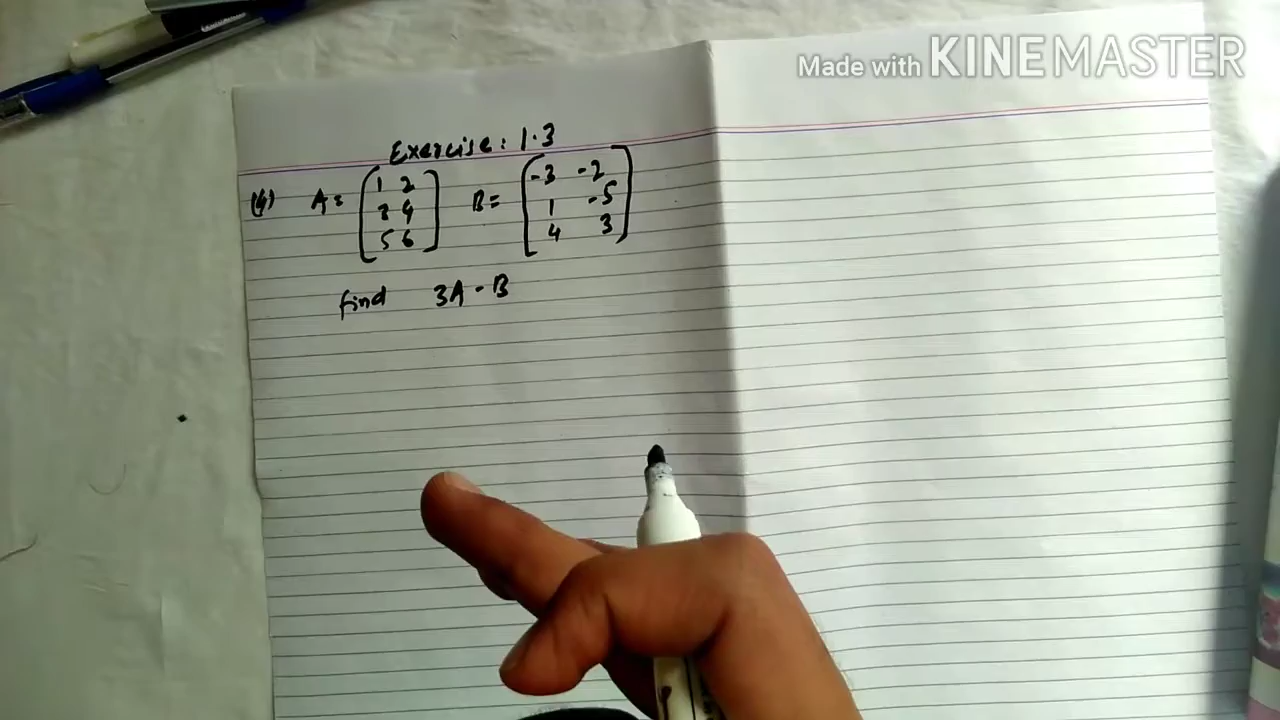 Made with KINEMASTER
Exercise: 1.3
(4) A = [1 2 B = [-3 -2
3 4 1 -5
5 6] 4 3]
find 3A - B